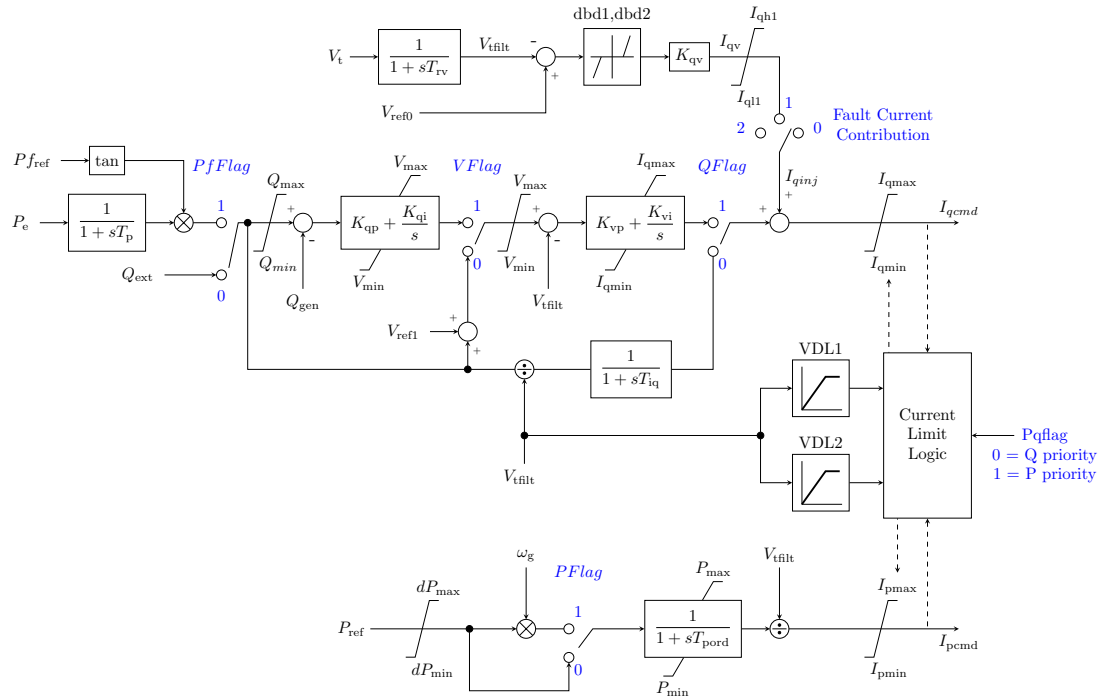 dbd1,dbd2
I_qh1
V_t
1
1 + sT_rv
V_tfilt
-
+
K_qv
I_qv
I_ql1
V_ref0
1
2
0
Fault Current
Contribution
Pf_ref
tan
PfFlag
Q_max
V_max
VFlag
V_max
I_qmax
QFlag
I_qinj
+
I_qmax
P_e
1
1 + sT_p
1
+
-
K_qp + K_qi
s
1
+
-
K_vp + K_vi
s
1
+
I_qcmd
Q_ext
0
Q_min
Q_gen
V_min
0
V_min
V_tfilt
I_qmin
0
I_qmin
V_ref1
+
+
÷
1
1 + sT_iq
VDL1
VDL2
Current
Limit
Logic
Pqflag
0 = Q priority
1 = P priority
V_tfilt
ω_g
PFlag
V_tfilt
dP_max
P_max
I_pmax
P_ref
1
0
1
1 + sT_pord
÷
I_pcmd
dP_min
P_min
I_pmin